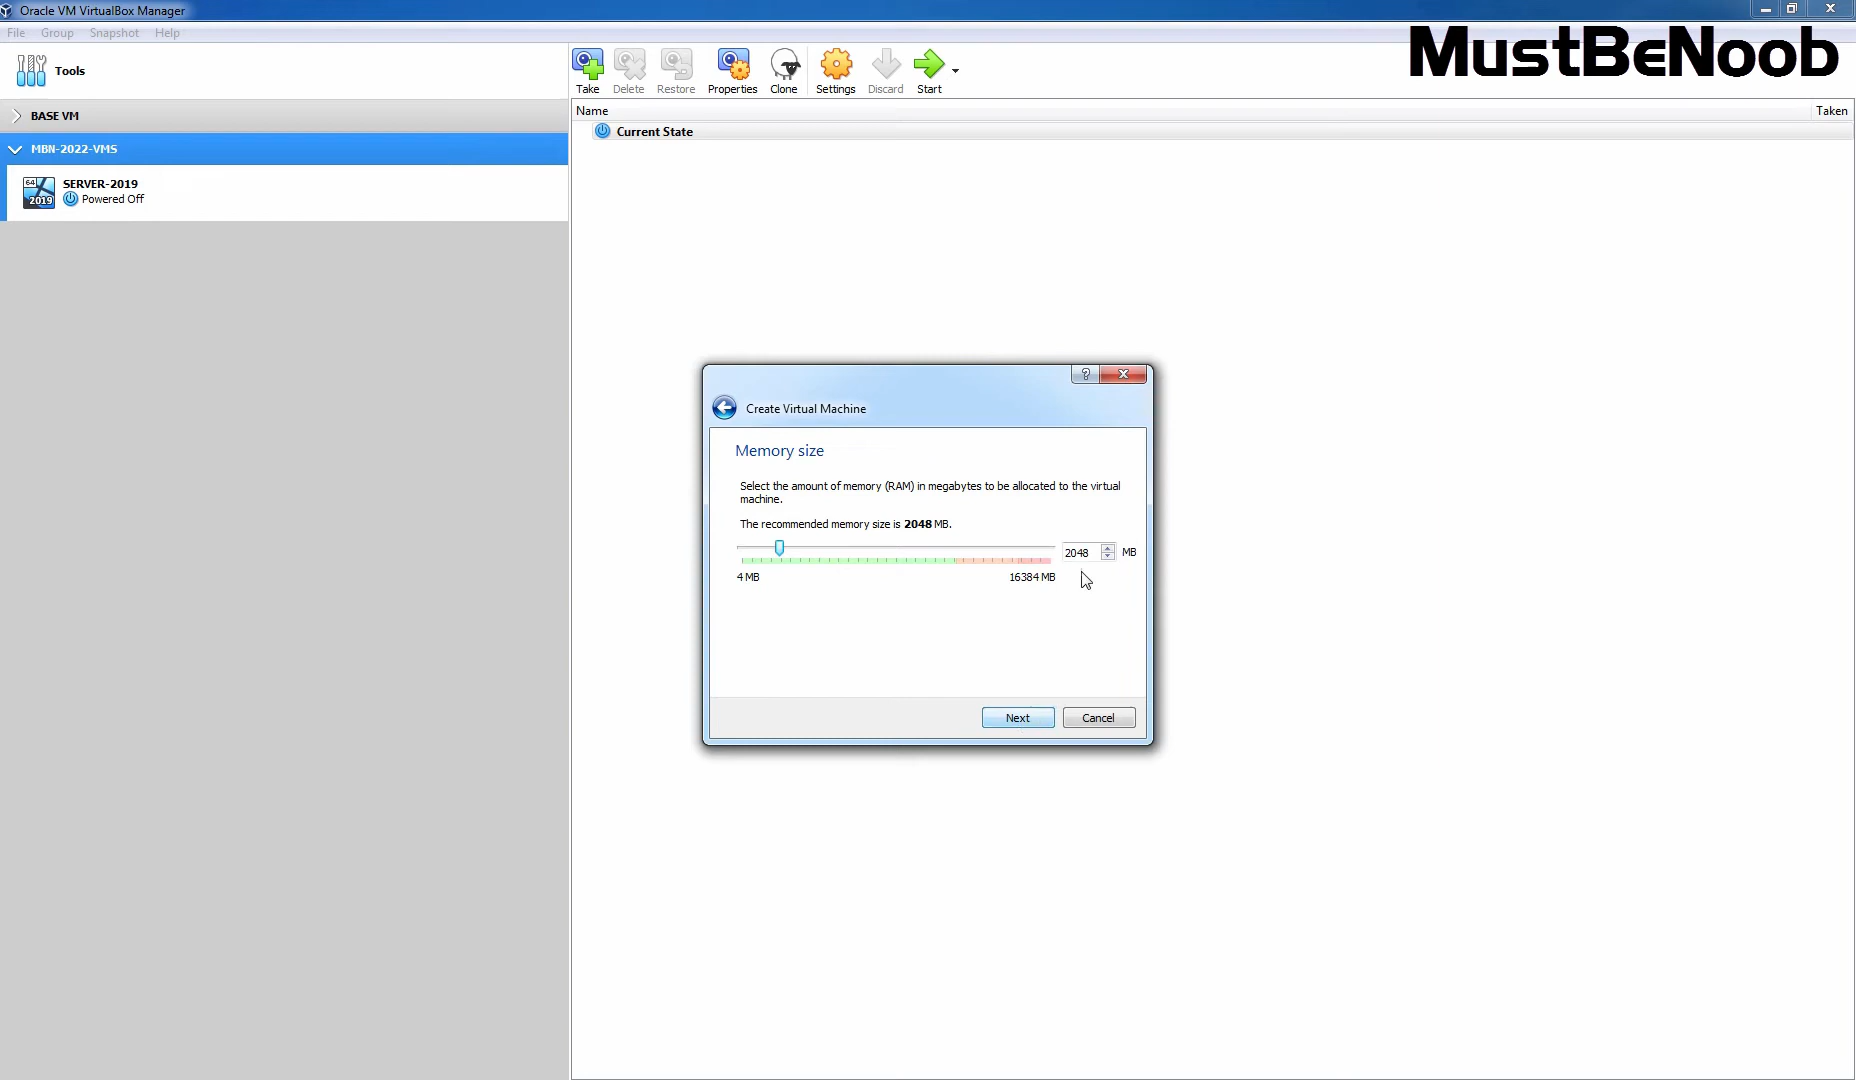 Oracle VM VirtualBox Manager
File Group Snapshot Help
MustBeNoob
Tools
Take Delete Restore Properties Clone Settings Discard Start
Name Taken
BASE VM
Current State
MBN-2022-VMS
64
2019
SERVER-2019
Powered Off
?
Create Virtual Machine
Memory size
Select the amount of memory (RAM) in megabytes to be allocated to the virtual
machine.
The recommended memory size is 2048 MB.
2048 MB
4 MB 16384 MB
Next Cancel